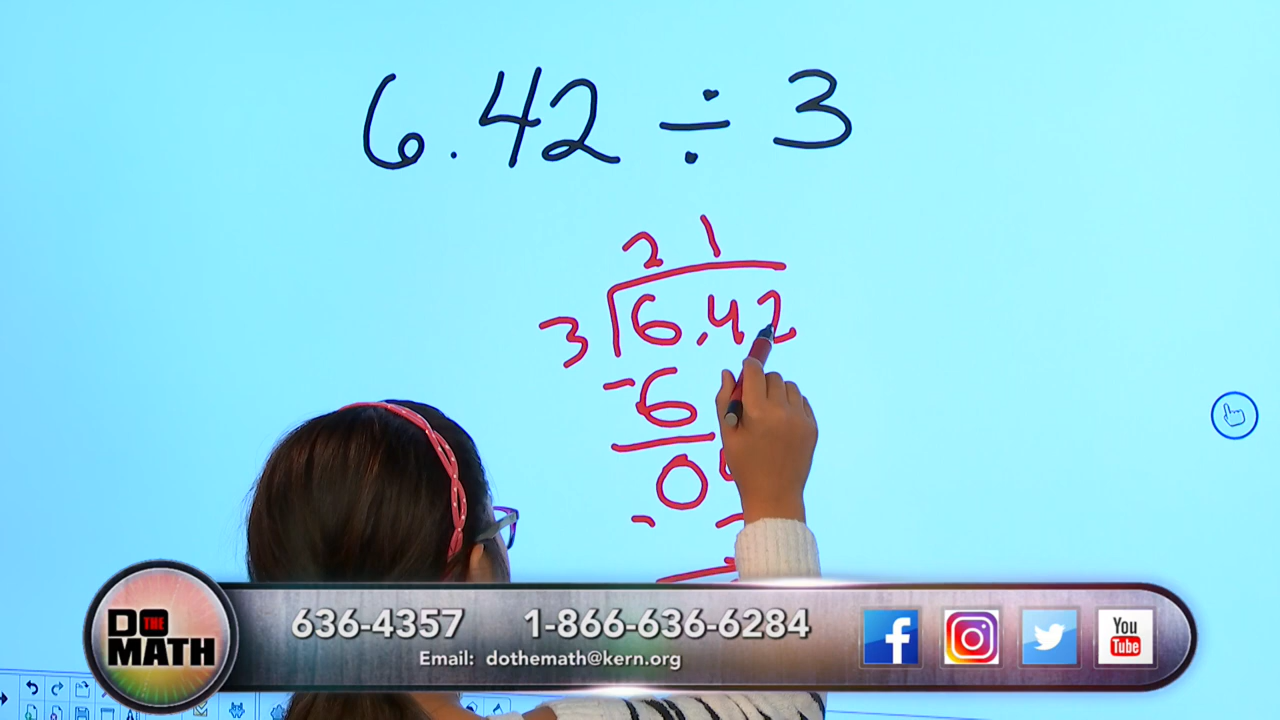 6.42 ÷ 3
2 1
3 6.42
-6
0
DO THE MATH
636-4357 1-866-636-6284
Email: dothemath@kern.org
f
You Tube